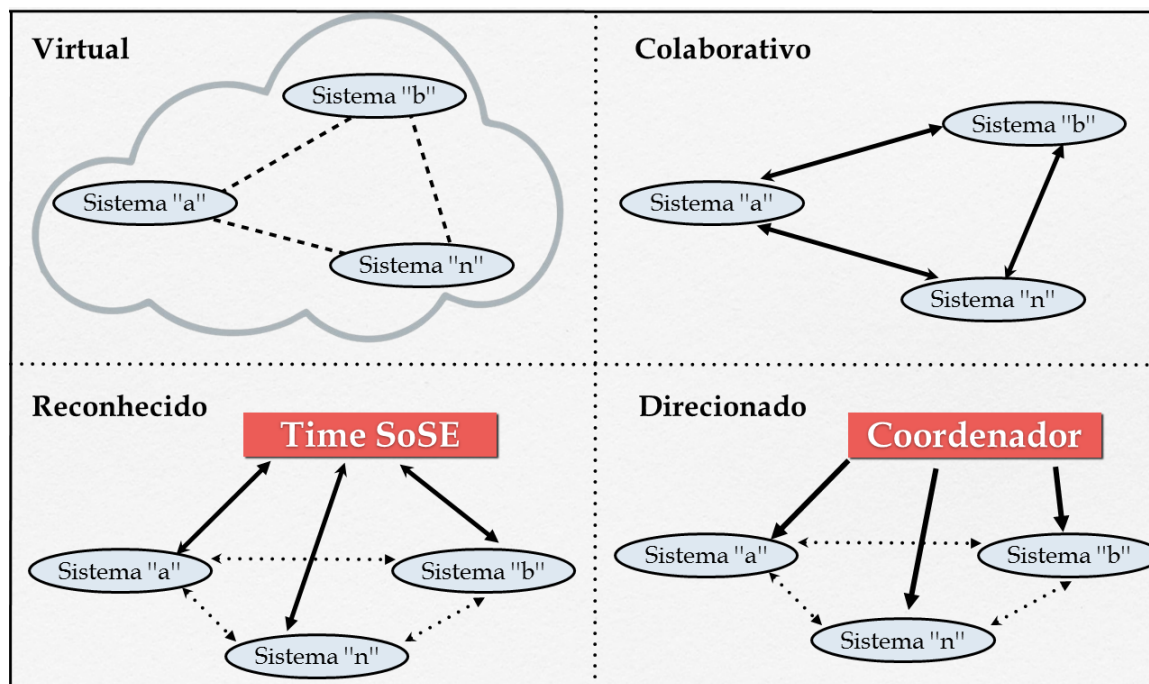 Virtual
Sistema "b"
Sistema "a"
Sistema "n"
Colaborativo
Sistema "b"
Sistema "a"
Sistema "n"
Reconhecido
Time SoSE
Sistema "a"
Sistema "b"
Sistema "n"
Direcionado
Coordenador
Sistema "a"
Sistema "b"
Sistema "n"